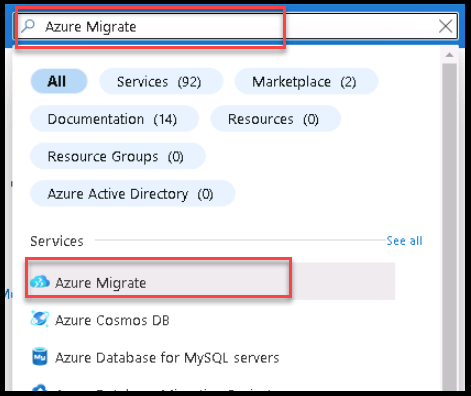 Azure Migrate
All Services (92) Marketplace (2)
Documentation (14) Resources (0)
Resource Groups (0)
Azure Active Directory (0)
Services See all
Azure Migrate
Azure Cosmos DB
My Azure Database for MySQL servers